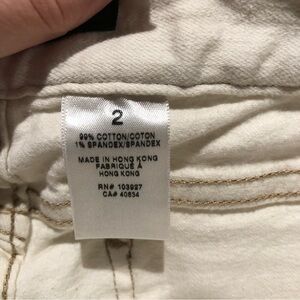 2
99% COTTON/COTON
1% SPANDEX/SPANDEX
MADE IN HONG KONG
FABRIQUÉ À
HONG KONG
RN# 103927
CA# 40634